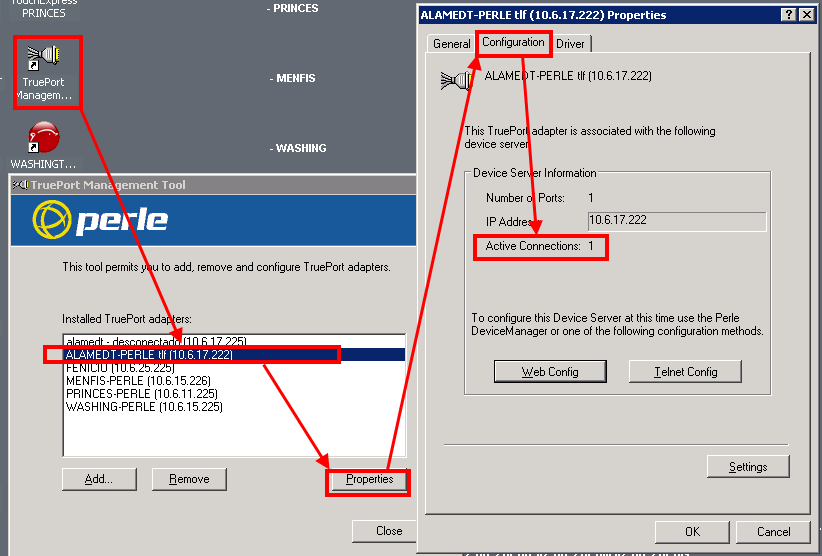 TouchExpress
PRINCES
- PRINCES
TruePort
Managem...
- MENFIS
WASHINGT...
- WASHING
TruePort Management Tool
perle
This tool permits you to add, remove and configure TruePort adapters.
Installed TruePort adapters:
alamedt - desconectado (10.6.17.225)
ALAMEDT-PERLE tlf (10.6.17.222)
FENICIO (10.6.25.225)
MENFIS-PERLE (10.6.15.226)
PRINCES-PERLE (10.6.11.225)
WASHING-PERLE (10.6.15.225)
Add...
Remove
Properties
Close
ALAMEDT-PERLE tlf (10.6.17.222) Properties
General
Configuration
Driver
ALAMEDT-PERLE tlf (10.6.17.222)
This TruePort adapter is associated with the following
device server
Device Server Information
Number of Ports: 1
IP Address 10.6.17.222
Active Connections: 1
To configure this Device Server at this time use the Perle
DeviceManager or one of the following configuration methods.
Web Config
Telnet Config
Settings
OK
Cancel